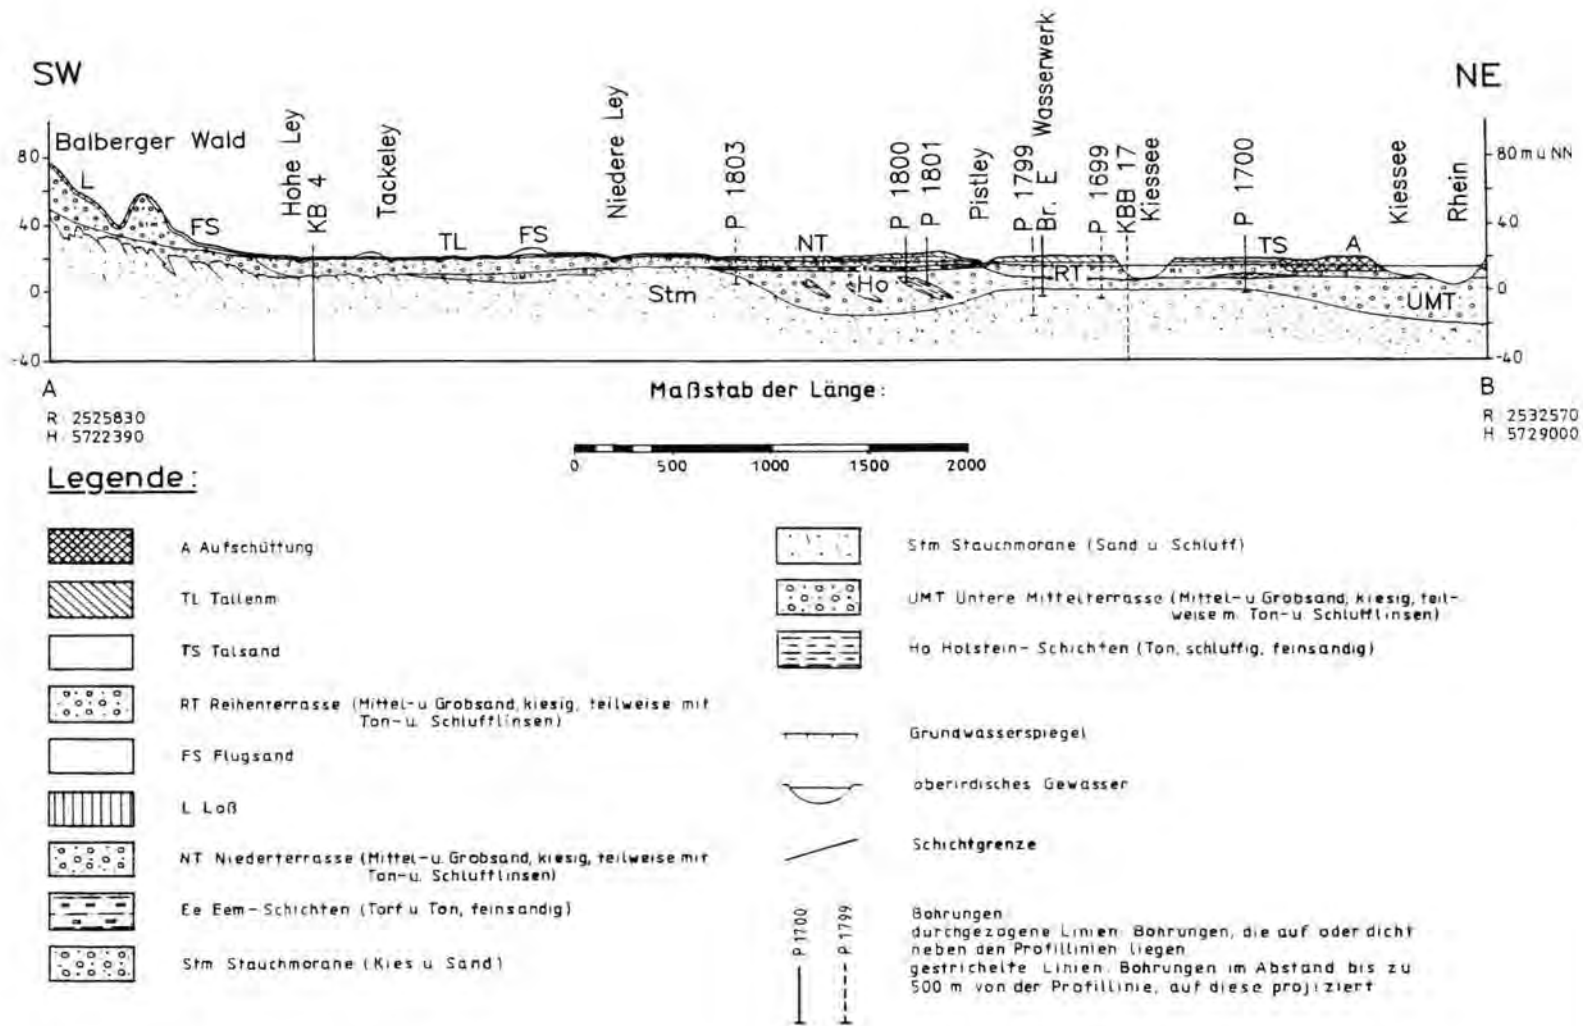 SW
NE
Balberger Wald
Hohe Ley
KB 4
Tackeley
Niedere Ley
P 1803
P 1800
P 1801
Pistley
P 1799
Br. E Wasserwerk
P 1699
KBB 17
Kiessee
P 1700
Kiessee
Rhein
80
40
0
-40
80 m ü NN
40
0
-40
L
FS
TL
FS
NT
TS
A
Stm
Ho
RT
UMT
A
R 2525830
H 5722390
Maßstab der Länge:
0 500 1000 1500 2000
B
R 2532570
H 5729000
Legende:
A Aufschüttung
TL Tallehm
TS Talsand
RT Reihenterrasse (Mittel-u Grobsand, kiesig, teilweise mit
Ton-u. Schlufflinsen)
FS Flugsand
L Loß
NT Niederterrasse (Mittel-u. Grobsand, kiesig, teilweise mit
Ton-u. Schlufflinsen)
Ee Eem-Schichten (Torf u Ton, feinsandig)
Stm Stauchmorane (Kies u Sand)
Stm Stauchmorane (Sand u Schluff)
UMT Untere Mittelterrasse (Mittel-u Grobsand, kiesig, teil-
weise m. Ton-u. Schlufflinsen)
Ho Holstein-Schichten (Ton, schluffig, feinsandig)
Grundwasserspiegel
oberirdisches Gewässer
Schichtgrenze
P 1700
P 1799
Bohrungen
durchgezogene Linien Bohrungen, die auf oder dicht
neben den Profillinien liegen
gestrichelte Linien Bohrungen im Abstand bis zu
500 m von der Profillinie, auf diese projiziert